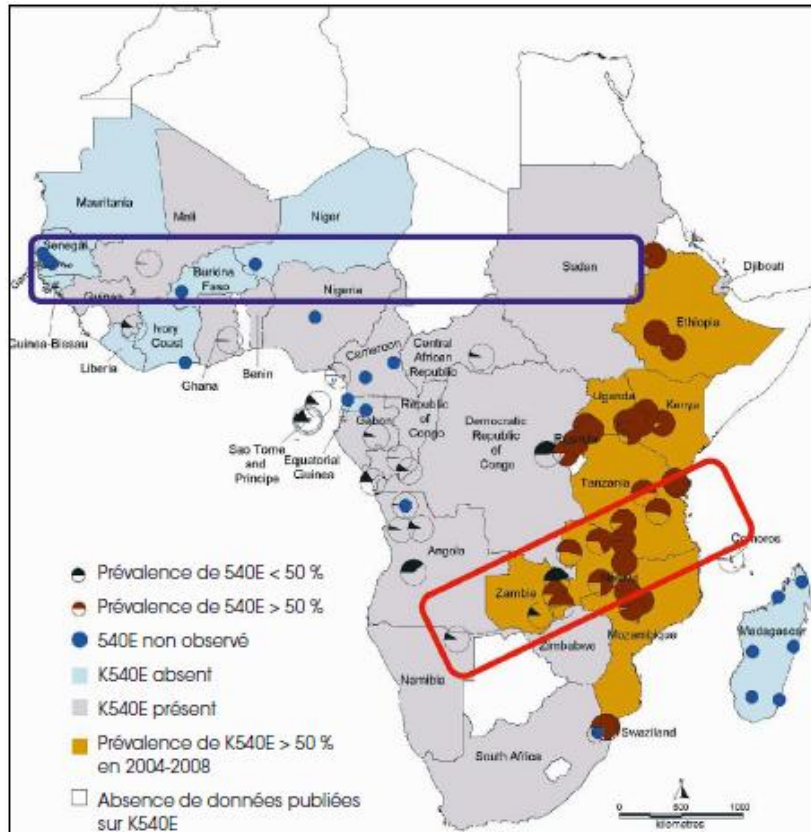 Mauritania
Mali
Niger
Senegal
Burkina
Faso
Sudan
Djibouti
Guinea
Nigeria
Ethiopia
Guinea-Bissau
Ivory
Coast
Liberia
Ghana
Benin
Cameroon
Central African
Republic
Uganda
Kenya
Gabon
Republic
of Congo
Democratic
Republic
of
Congo
Rwanda
Sao Tome
and
Principe
Equatorial
Guinea
Tanzania
Comoros
Angola
Zambia
Mozambique
Madagascar
Zimbabwe
Namibia
Swaziland
South Africa
Prévalence de 540E < 50 %
Prévalence de 540E > 50 %
540E non observé
K540E absent
K540E présent
Prévalence de K540E > 50 %
en 2004-2008
Absence de données publiées
sur K540E
N
0 500 1000
kilometres